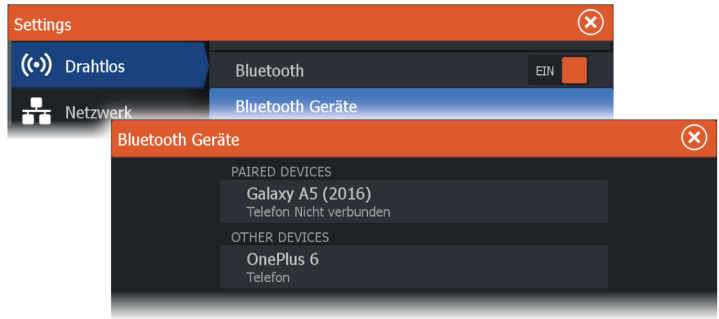 Settings
Drahtlos
Bluetooth
EIN
Netzwerk
Bluetooth Geräte
Bluetooth Geräte
PAIRED DEVICES
Galaxy A5 (2016)
Telefon Nicht verbunden
OTHER DEVICES
OnePlus 6
Telefon